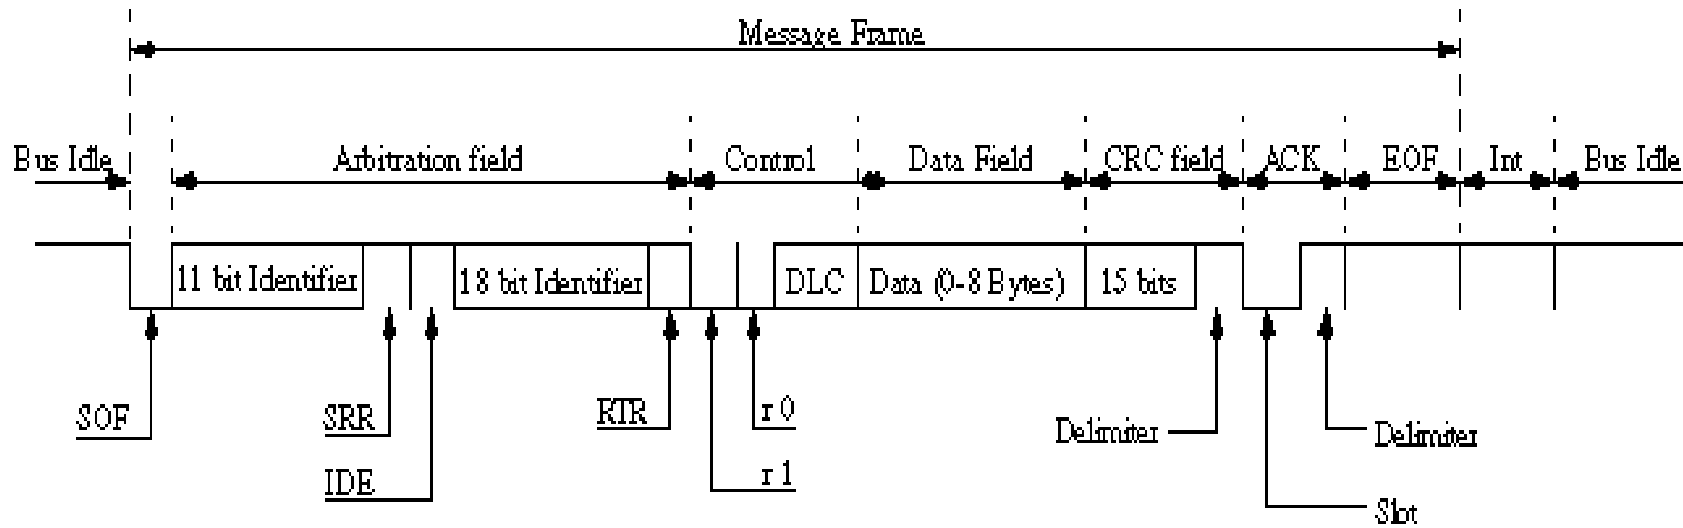 Message Frame
Bus Idle Arbitration field Control Data Field CRC field ACK EOF Int Bus Idle
11 bit Identifier 18 bit Identifier DLC Data (0-8 Bytes) 15 bits
SOF SRR RTR r 0 Delimiter Delimiter
IDE r 1 Slot